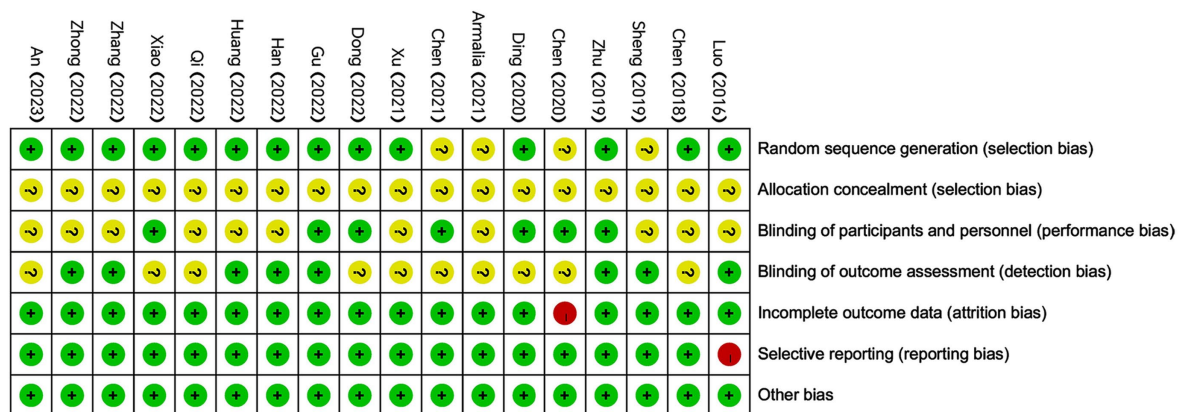 An (2023)
Zhong (2022)
Zhang (2022)
Xiao (2022)
Qi (2022)
Huang (2022)
Han (2022)
Gu (2022)
Dong (2022)
Xu (2021)
Chen (2021)
Armalia (2021)
Ding (2020)
Chen (2020)
Zhu (2019)
Sheng (2019)
Chen (2018)
Luo (2016)
+ + + + + + + + + + ? ? + ? + ? + + Random sequence generation (selection bias)
? ? ? ? ? ? ? ? ? ? ? ? ? ? ? ? ? ? Allocation concealment (selection bias)
? ? ? + ? ? ? + + ? + ? + + + ? ? ? Blinding of participants and personnel (performance bias)
? + + ? ? + + + ? ? ? ? ? ? + + ? + Blinding of outcome assessment (detection bias)
+ + + + + + + + + + + + + - + + + + Incomplete outcome data (attrition bias)
+ + + + + + + + + + + + + + + + + - Selective reporting (reporting bias)
+ + + + + + + + + + + + + + + + + + Other bias